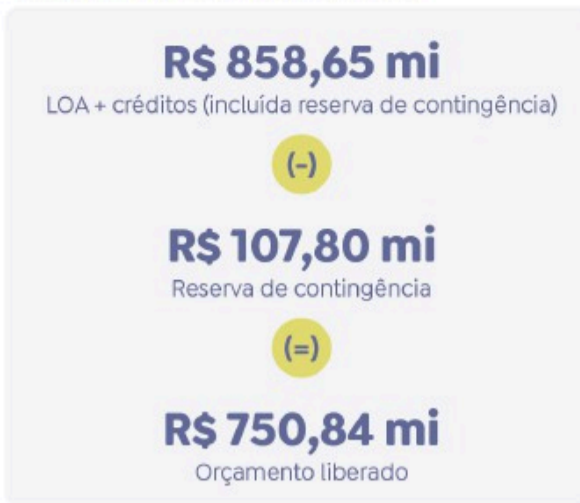 R$ 858,65 mi
LOA + créditos (incluída reserva de contingência)
(-)
R$ 107,80 mi
Reserva de contingência
(=)
R$ 750,84 mi
Orçamento liberado